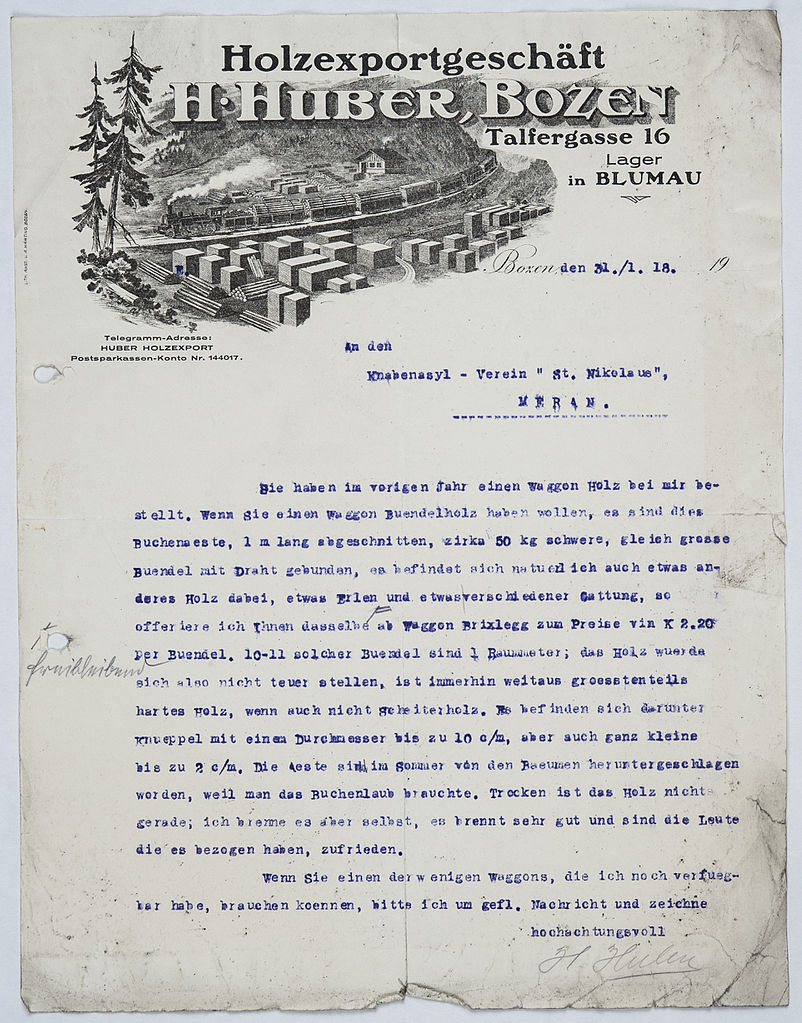 Holzexportgeschäft
H. HUBER, BOZEN
Talfergasse 16
Lager
in BLUMAU
E.
Bozen, den 31./1. 18. 19
Telegramm-Adresse:
HUBER HOLZEXPORT
Postsparkassen-Konto Nr. 144017.
An den
Knabenasyl - Verein " St. Nikolaus",
MERAN.
Sie haben im vorigen Jahr einen Waggon Holz bei mir be-
stellt. Wenn Sie einen Waggon Buendelholz haben wollen, es sind dies
Buchenaeste, 1 m lang abgeschnitten, zirka 50 kg schwere, gleich grosse
Buendel mit Draht gebunden, es befindet sich natuerlich auch etwas an-
deres Holz dabei, etwas Erlen und etwasverschiedener Gattung, so
offeriere ich Ihnen dasselbe ab Waggon Brixlegg zum Preise vin K 2.20
per Buendel. 10-11 solcher Buendel sind 1 Raummeter; das Holz wuerde
freibleibend
sich also nicht teuer stellen, ist immerhin weitaus groesstenteils
hartes Holz, wenn auch nicht Scheiterholz. Es befinden sich darunter
Knueppel mit einem Durchmesser bis zu 10 c/m, aber auch ganz kleine
bis zu 2 c/m. Die Aeste sind im Sommer von den Baeumen heruntergeschlagen
worden, weil man das Buchenlaub brauchte. Trocken ist das Holz nicht
gerade; ich brenne es aber selbst, es brennt sehr gut und sind die Leute
die es bezogen haben, zufrieden.
Wenn Sie einen der wenigen Waggons, die ich noch verfueg-
bar habe, brauchen koennen, bitte ich um gefl. Nachricht und zeichne
hochachtungsvoll
H. Huber